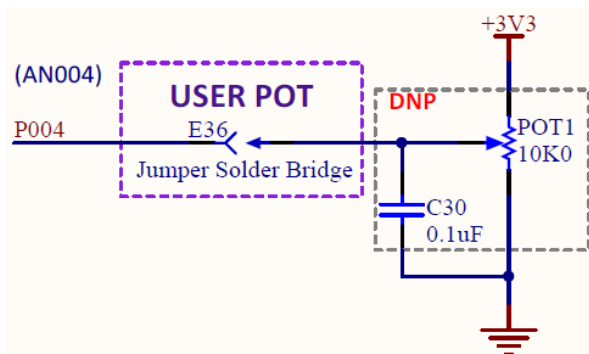 +3V3
(AN004)
USER POT
DNP
P004
E36
POT1
10K0
Jumper Solder Bridge
C30
0.1uF